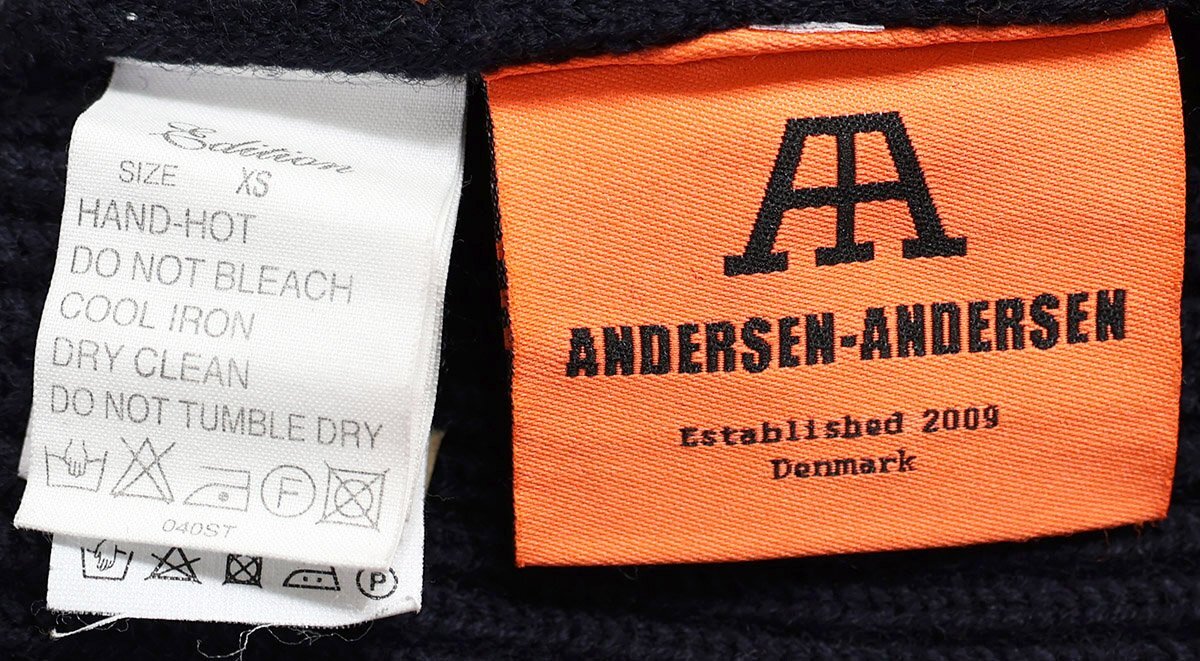 Edition
SIZE XS
HAND-HOT
DO NOT BLEACH
COOL IRON
DRY CLEAN
DO NOT TUMBLE DRY
F
040ST
P
AA
ANDERSEN-ANDERSEN
Established 2009
Denmark